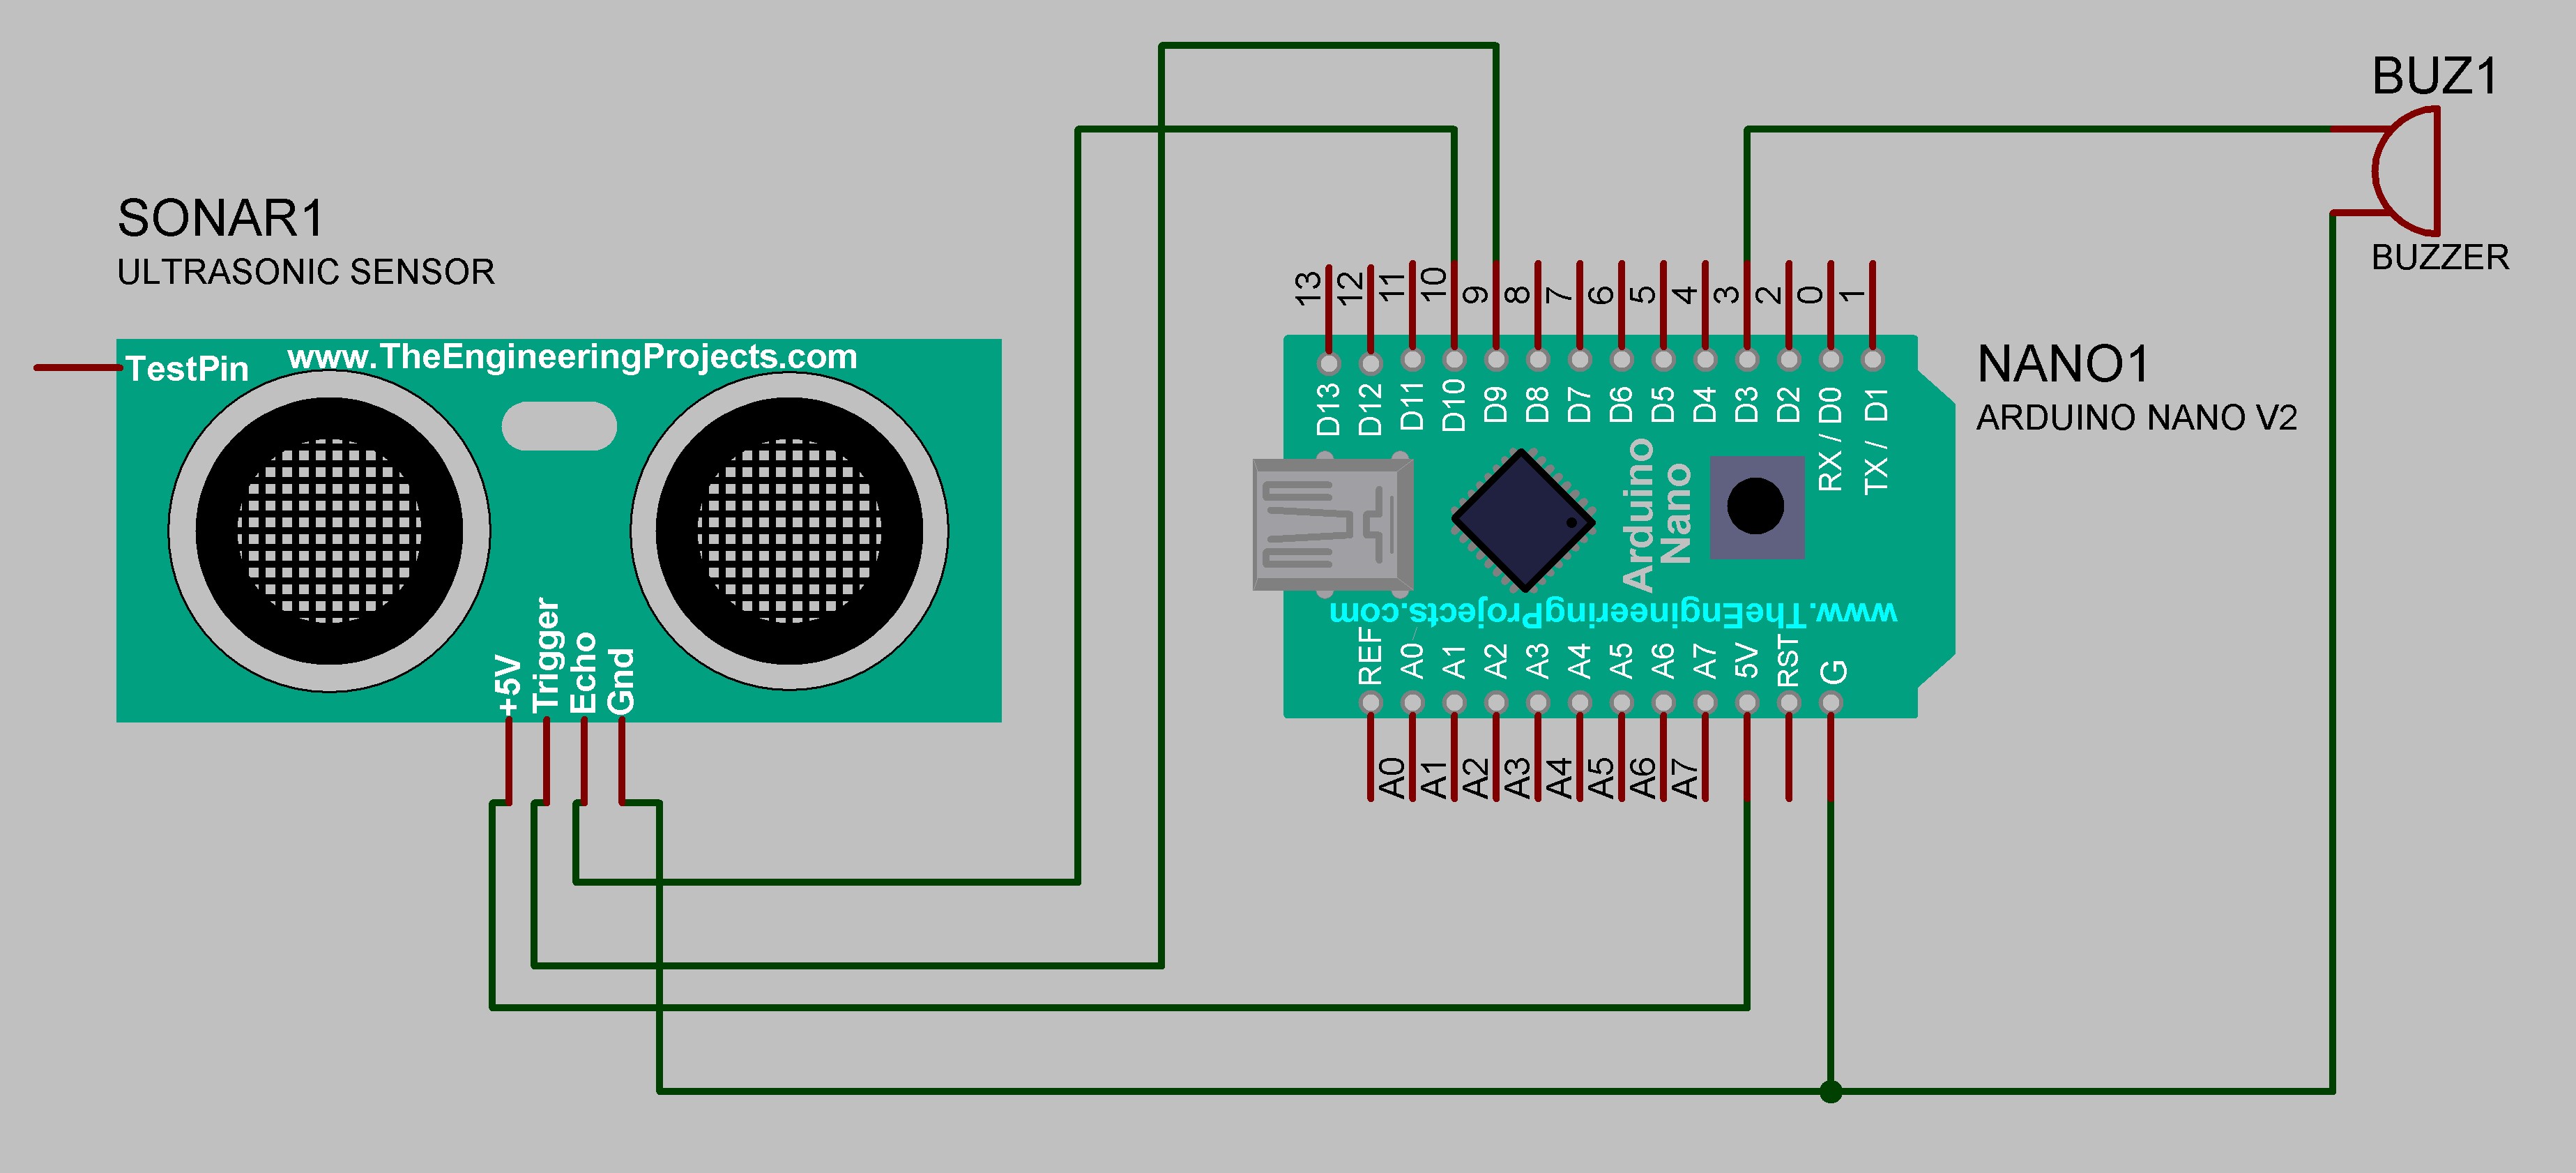 BUZ1
BUZZER
SONAR1
ULTRASONIC SENSOR
TestPin
www.TheEngineeringProjects.com
+5V
Trigger
Echo
Gnd
NANO1
ARDUINO NANO V2
13
12
11
10
9
8
7
6
5
4
3
2
0
1
D13
D12
D11
D10
D9
D8
D7
D6
D5
D4
D3
D2
RX / D0
TX / D1
Arduino
Nano
www.TheEngineeringProjects.com
REF
A0
A1
A2
A3
A4
A5
A6
A7
5V
RST
G
A0
A1
A2
A3
A4
A5
A6
A7